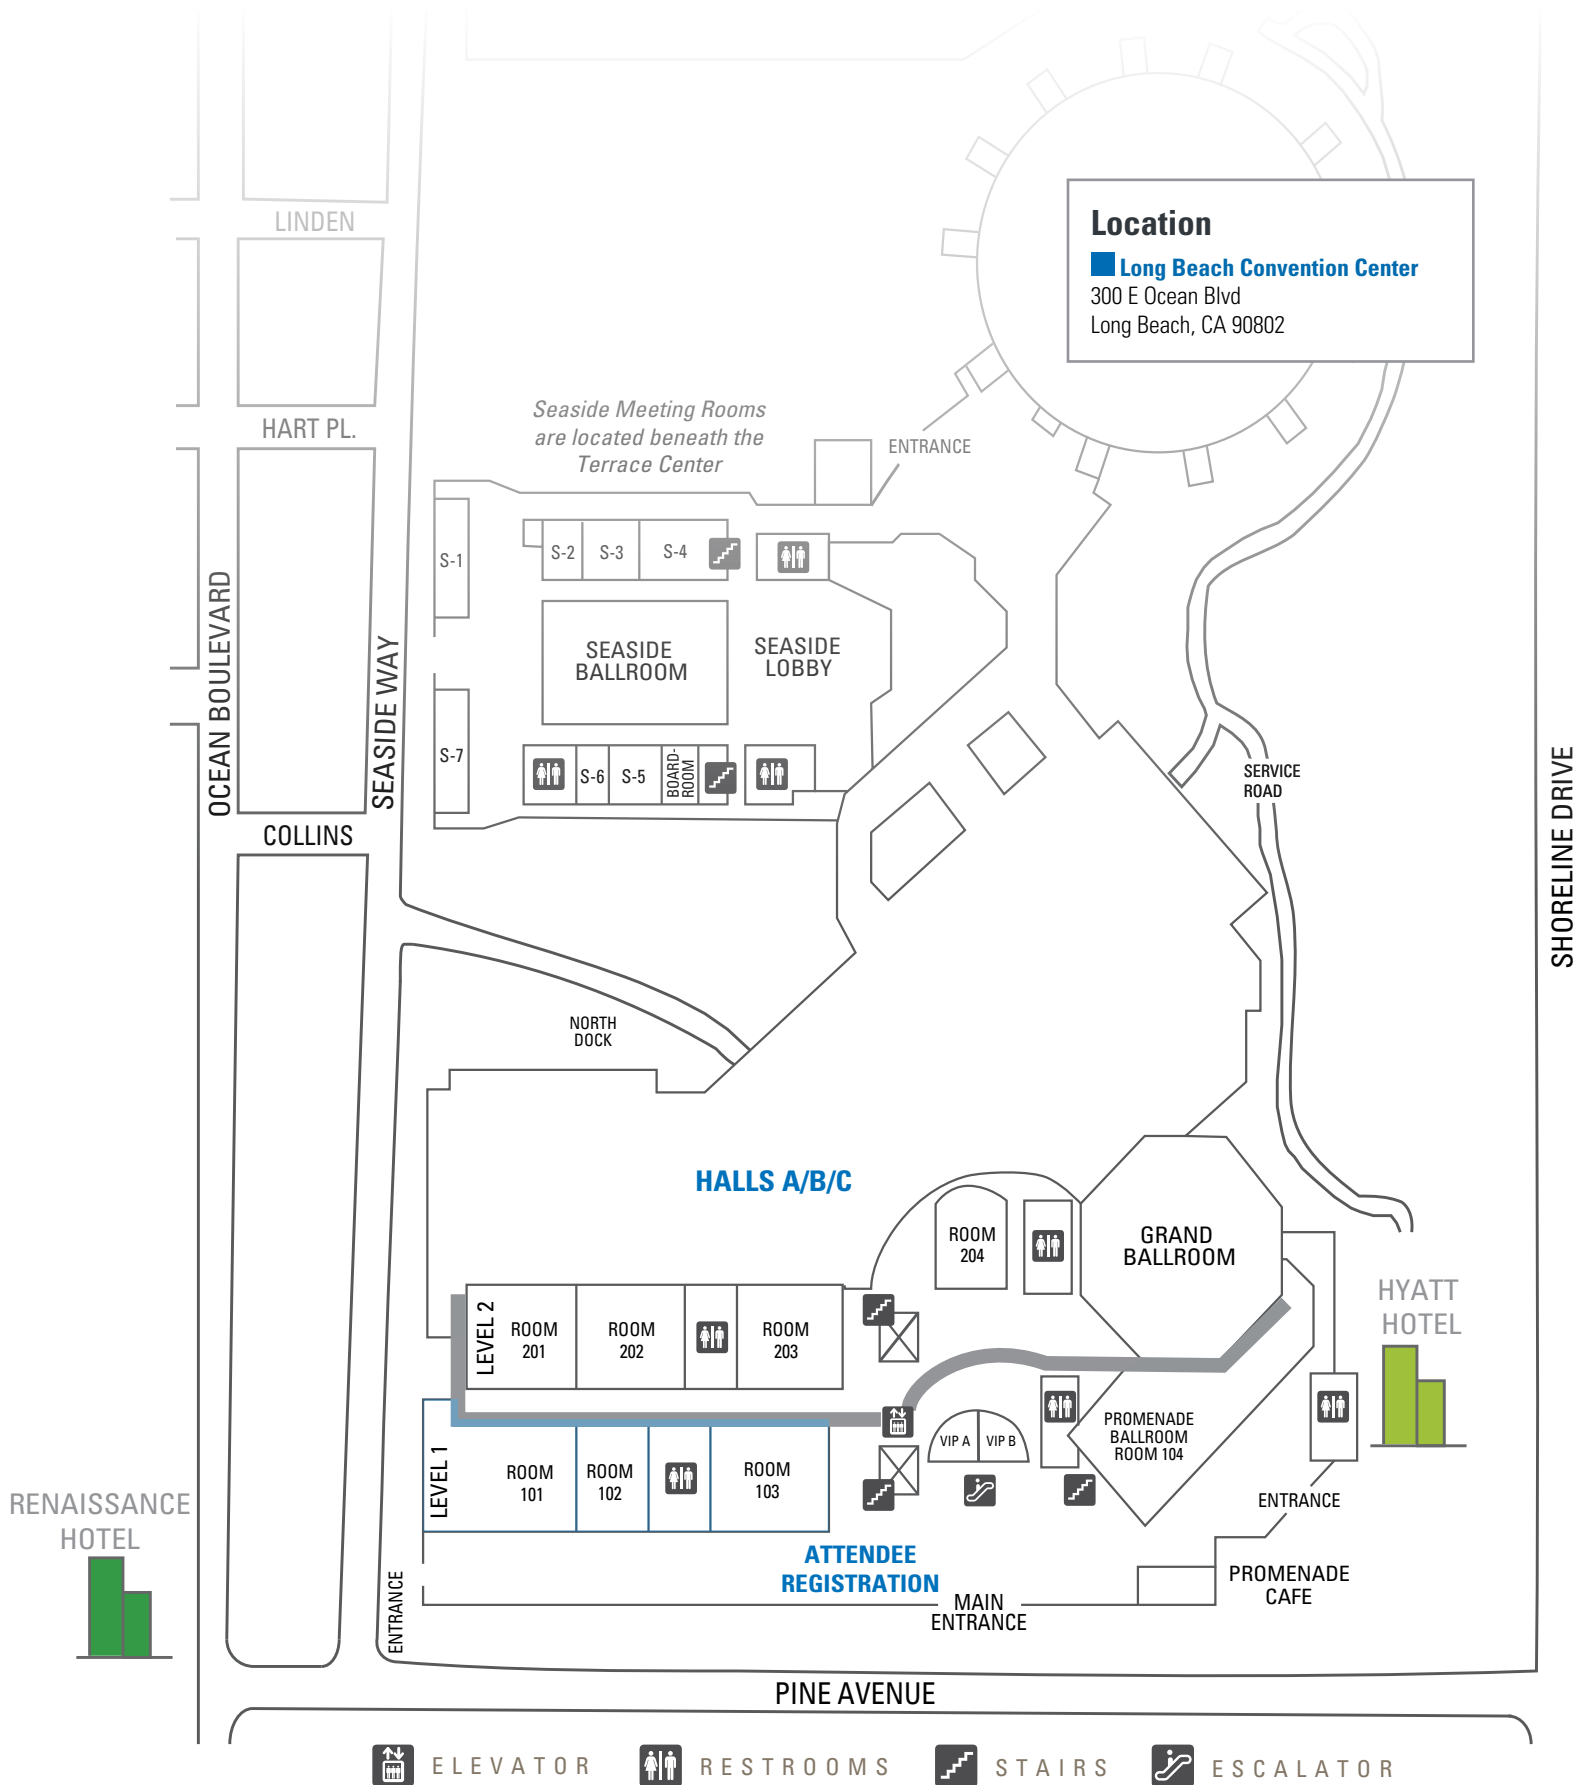 LINDEN
Location
Long Beach Convention Center
300 E Ocean Blvd
Long Beach, CA 90802
HART PL.
Seaside Meeting Rooms
are located beneath the
Terrace Center
ENTRANCE
S-1
S-2
S-3
S-4
OCEAN BOULEVARD
SEASIDE WAY
SEASIDE
BALLROOM
SEASIDE
LOBBY
S-7
S-6
S-5
BOARD-
ROOM
SERVICE
ROAD
SHORELINE DRIVE
COLLINS
NORTH
DOCK
HALLS A/B/C
ROOM
204
GRAND
BALLROOM
HYATT
HOTEL
LEVEL 2
ROOM
201
ROOM
202
ROOM
203
LEVEL 1
ROOM
101
ROOM
102
ROOM
103
VIP A
VIP B
PROMENADE
BALLROOM
ROOM 104
RENAISSANCE
HOTEL
ENTRANCE
ATTENDEE
REGISTRATION
MAIN
ENTRANCE
PROMENADE
CAFE
ENTRANCE
PINE AVENUE
ELEVATOR
RESTROOMS
STAIRS
ESCALATOR